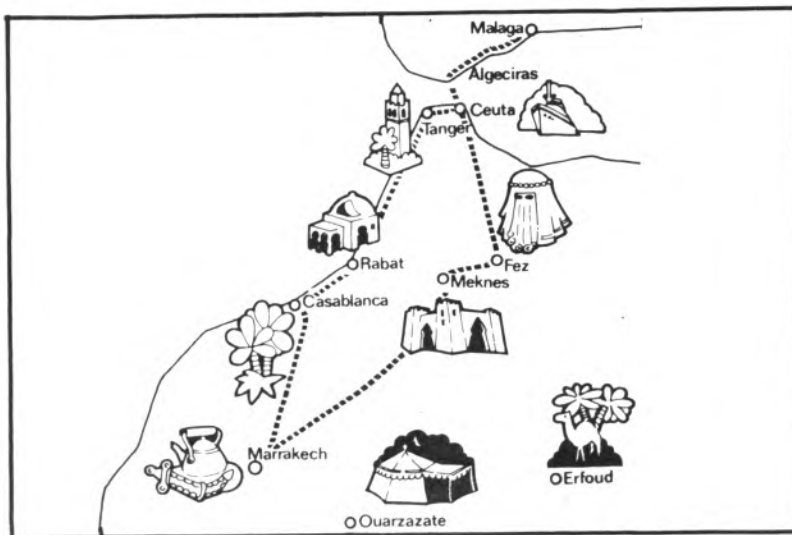 Malaga
Algeciras
Ceuta
Tanger
Rabat
Fez
Meknes
Casablanca
Marrakech
Erfoud
Ouarzazate